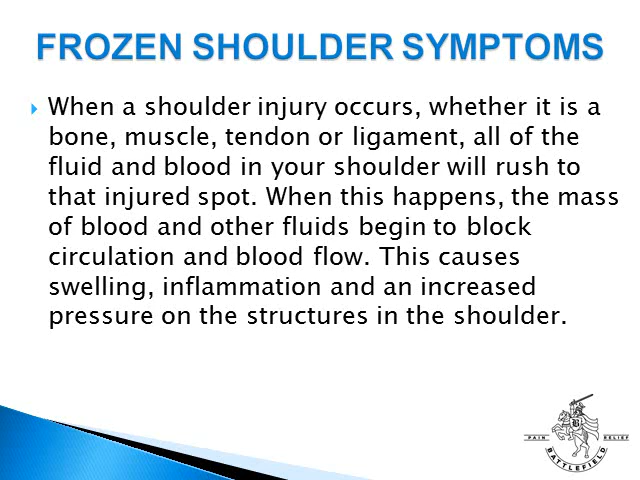 FROZEN SHOULDER SYMPTOMS
When a shoulder injury occurs, whether it is a
bone, muscle, tendon or ligament, all of the
fluid and blood in your shoulder will rush to
that injured spot. When this happens, the mass
of blood and other fluids begin to block
circulation and blood flow. This causes
swelling, inflammation and an increased
pressure on the structures in the shoulder.
B
PAIN RELIEF
BATTLEFIELD